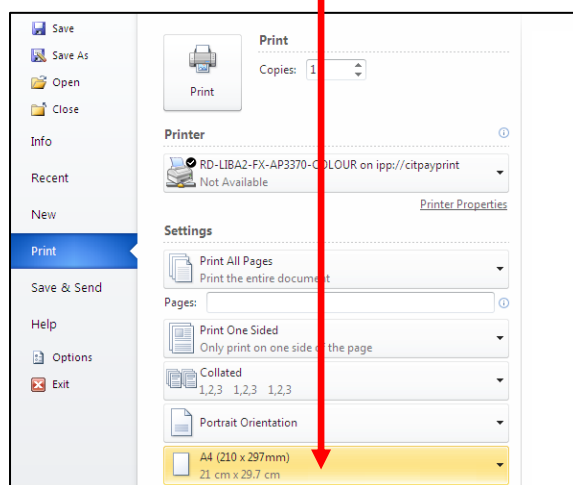 Save
Save As
Open
Close
Info
Recent
New
Print
Save & Send
Help
Options
Exit
Print
Print
Copies: 1
Printer
RD-LIBA2-FX-AP3370-COLOUR on ipp://citpayprint
Not Available
Printer Properties
Settings
Print All Pages
Print the entire document
Pages:
Print One Sided
Only print on one side of the page
Collated
1,2,3 1,2,3 1,2,3
Portrait Orientation
A4 (210 x 297mm)
21 cm x 29.7 cm